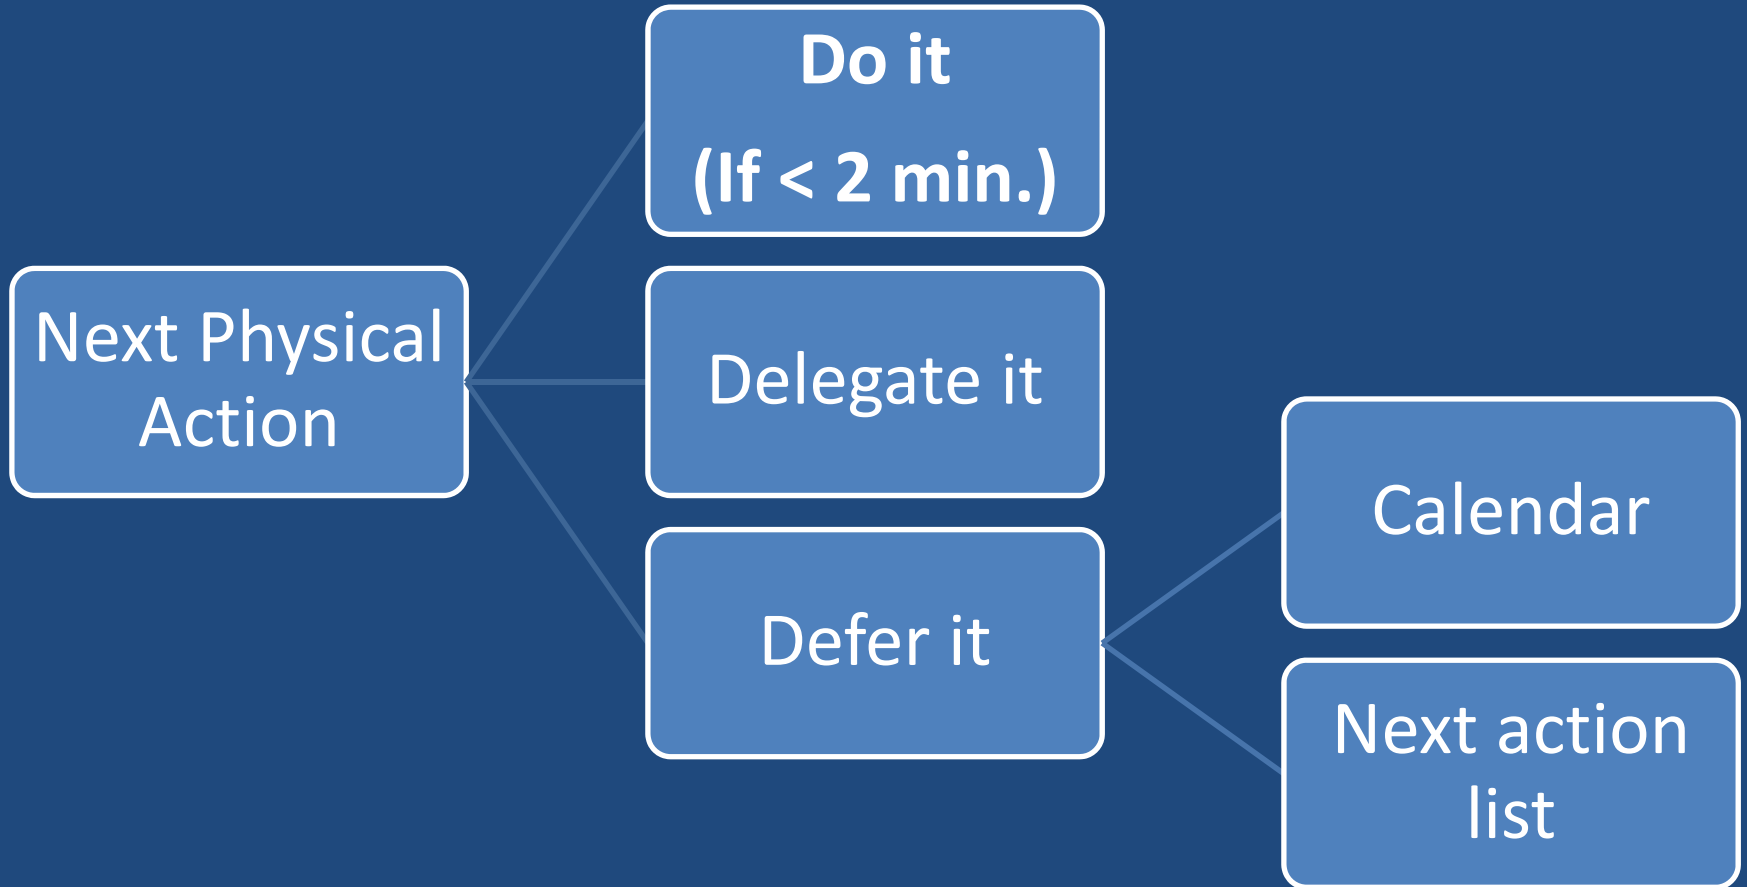 Do it
(If < 2 min.)
Next Physical
Action
Delegate it
Defer it
Calendar
Next action
list